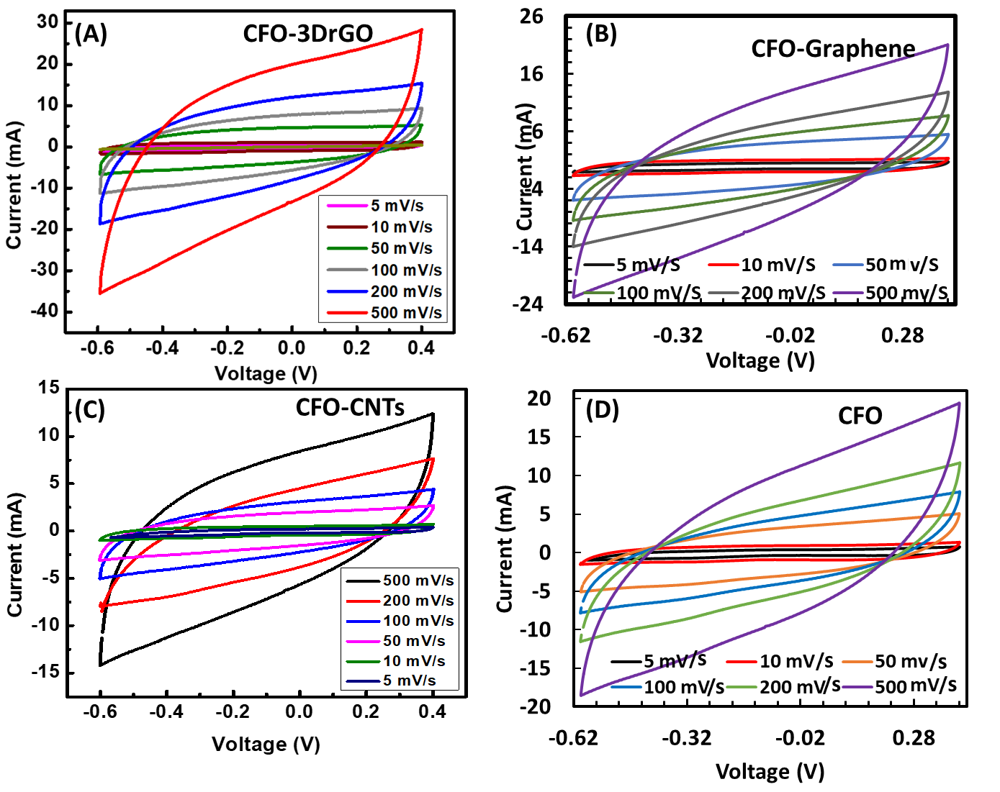 (A)
CFO-3DrGO
30
20
10
0
-10
-20
-30
-40
Current (mA)
5 mV/s
10 mV/s
50 mV/s
100 mV/s
200 mV/s
500 mV/s
-0.6 -0.4 -0.2 0.0 0.2 0.4
Voltage (V)
(B)
CFO-Graphene
26
16
6
-4
-14
-24
Current (mA)
5 mV/S 10 mV/S 50 m v/S
100 mV/S 200 mV/S 500 mv/S
-0.62 -0.32 -0.02 0.28
Voltage (V)
(C)
CFO-CNTs
15
10
5
0
-5
-10
-15
Current (mA)
500 mV/s
200 mV/s
100 mV/s
50 mV/s
10 mV/s
5 mV/s
-0.6 -0.4 -0.2 0.0 0.2 0.4
Voltage (V)
(D)
CFO
20
15
10
5
0
-5
-10
-15
-20
Current (mA)
5 mV/s 10 mV/s 50 mv/s
100 mV/s 200 mV/s 500 mV/s
-0.62 -0.32 -0.02 0.28
Voltage (V)